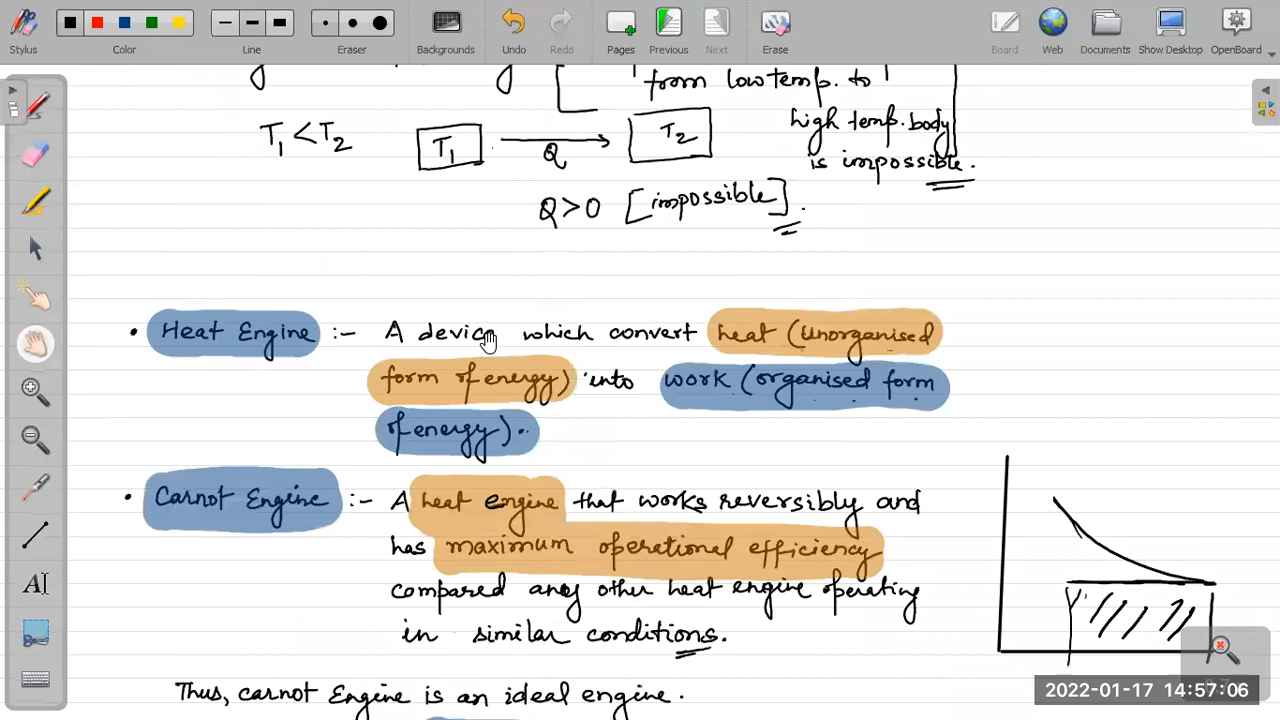 Stylus Color Line Eraser Backgrounds Undo Redo Pages Previous Next Erase Board Web Documents Show Desktop OpenBoard
from low temp. to
T1 < T2 T1 Q T2 high temp. body
is impossible.
Q > 0 [impossible].
• Heat Engine :- A device which convert heat (unorganised
form of energy) into work (organised form
of energy).
• Carnot Engine :- A heat engine that works reversibly and
has maximum operational efficiency
compared any other heat engine operating
in similar conditions.
Thus, carnot Engine is an ideal engine.
2022-01-17 14:57:06